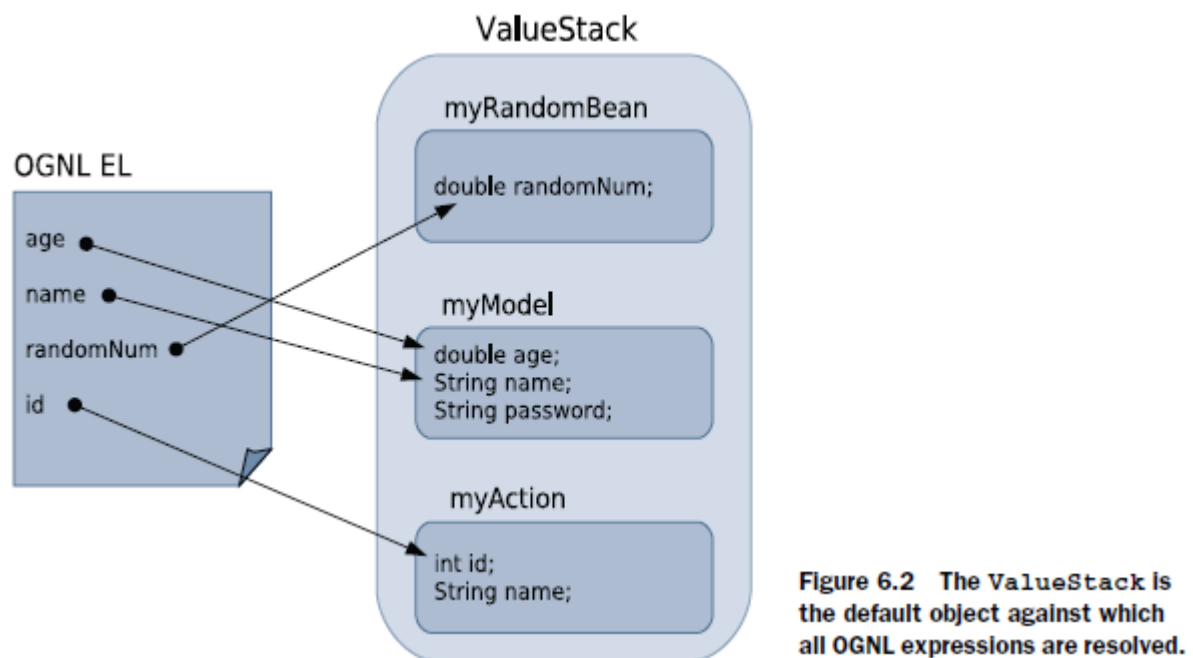 ValueStack
OGNL EL
age
name
randomNum
id
myRandomBean
double randomNum;
myModel
double age;
String name;
String password;
myAction
int id;
String name;
Figure 6.2 The ValueStack is
the default object against which
all OGNL expressions are resolved.